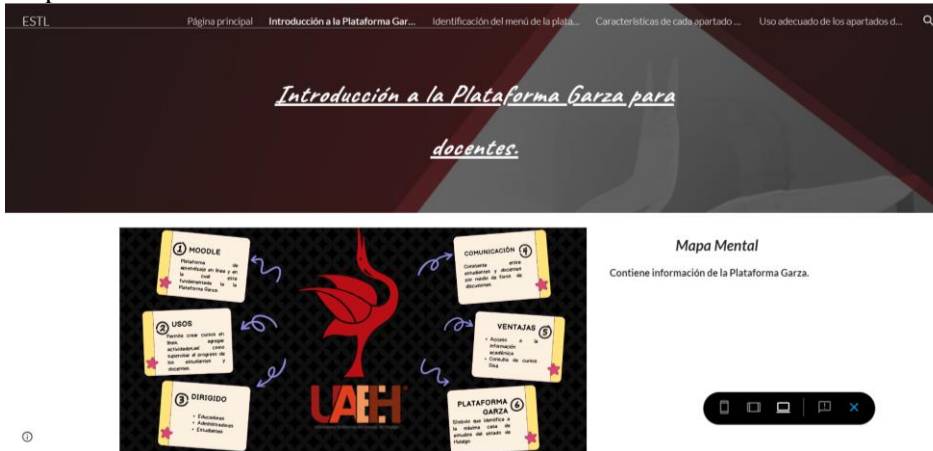 ESTL
Página principal
Introducción a la Plataforma Gar...
Identificación del menú de la plata...
Características de cada apartado ...
Uso adecuado de los apartados d...
Introducción a la Plataforma Garza para
docentes.
1 MOODLE
Plataforma de
aprendizaje en línea y en
la cual esta
fundamentada la la
Plataforma Garza.
2 USOS
Permite crear cursos en
línea, agregar
actividades,así como
supervisar el progreso de
los estudiantes y
docentes.
3 DIRIGIDO
• Educadores
• Administradores
• Estudiantes
UAEH
COMUNICACIÓN 4
Constante entre
estudiantes y docentes
por medio de foros de
discusiones.
VENTAJAS 5
• Acceso a la
información
académica
• Consulta de cursos
PLATAFORMA 6
GARZA
Símbolo que identifica a
la máxima casa de
estudios del estado de
Hidalgo.
Mapa Mental
Contiene información de la Plataforma Garza.